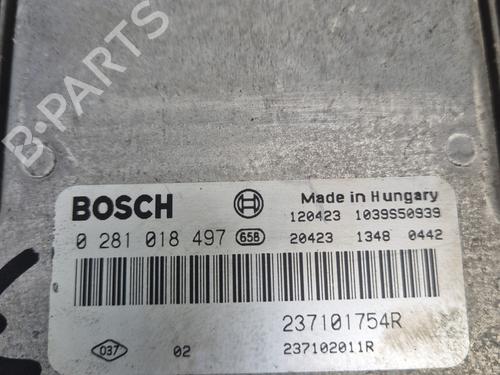 B-PARTS
BOSCH Made in Hungary
120423 1039S50939
0 281 018 497 658 20423 1348 0442
237101754R
037 02 237102011R